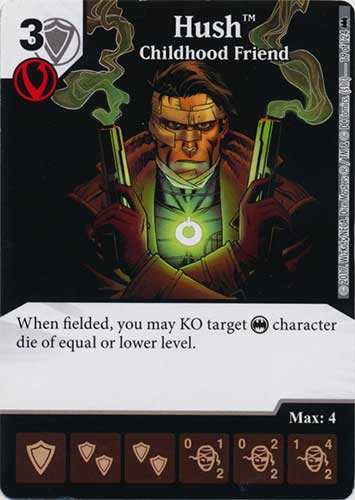 3
Hush™
Childhood Friend
When fielded, you may KO target character
die of equal or lower level.
Max: 4
0 1 0 2 1 4
2 2 2